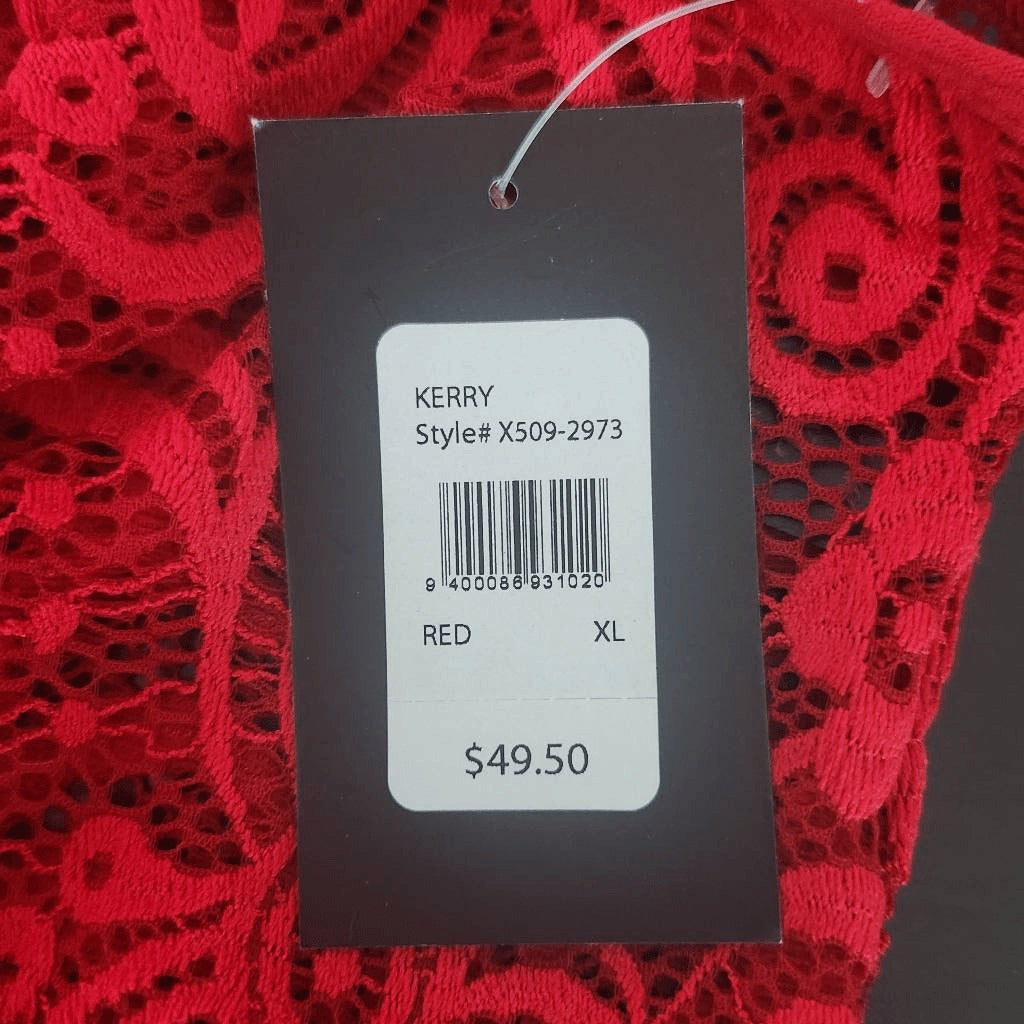 KERRY
Style# X509-2973
9 400086 931020
RED XL
$49.50